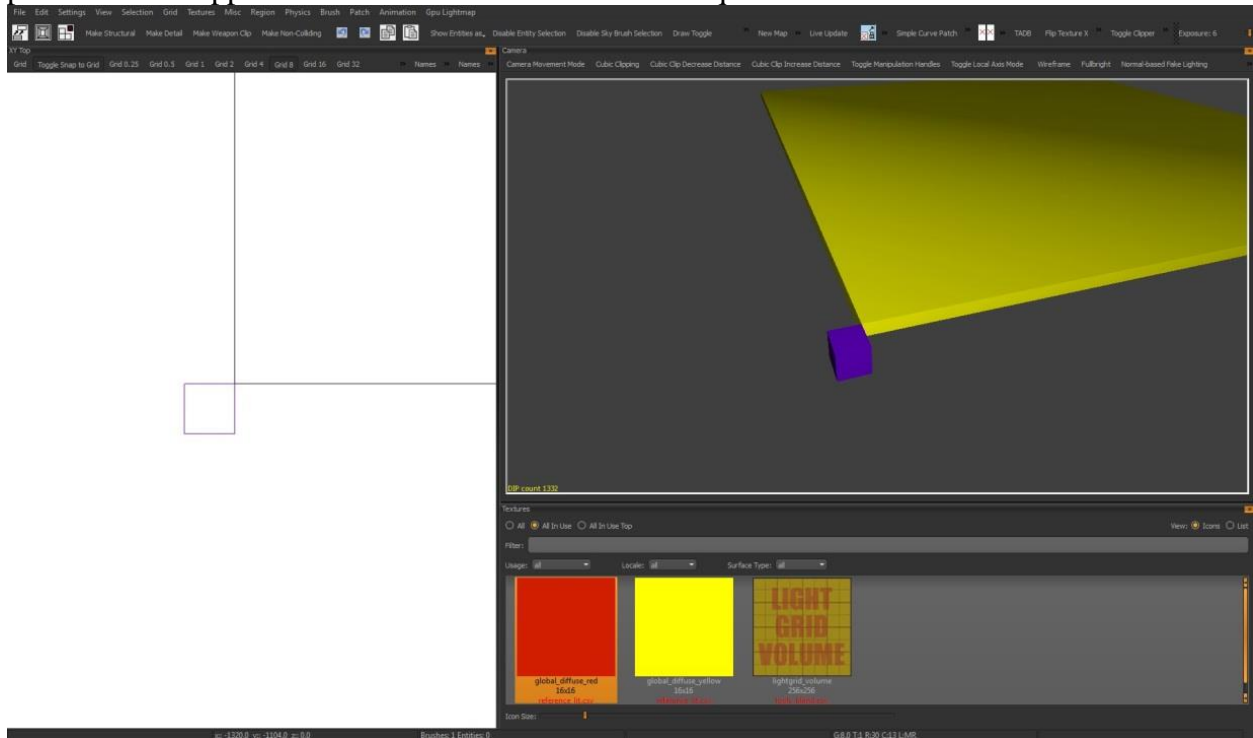 File Edit Settings View Selection Grid Textures Misc Region Physics Brush Patch Animation Gpu Lightmap
Make Structural Make Detail Make Weapon Clip Make Non-Colliding Show Entities as, Disable Entity Selection Disable Sky Brush Selection Draw Toggle New Map Live Update Simple Curve Patch TADB Flip Texture X Toggle Clipper Exposure: 6
XY Top
Grid Toggle Snap to Grid Grid 0.25 Grid 0.5 Grid 1 Grid 2 Grid 4 Grid 8 Grid 16 Grid 32 Names Names
Camera
Camera Movement Mode Cubic Clipping Cubic Clip Decrease Distance Cubic Clip Increase Distance Toggle Manipulation Handles Toggle Local Axis Mode Wireframe Fullbright Normal-based Fake Lighting
DIP count 1332
Textures
All All In Use All In Use Top View: Icons List
Filter:
Usage: all Locale: all Surface Type: all
LIGHT
GRID
VOLUME
global_diffuse_red global_diffuse_yellow lightgrid_volume
16x16 16x16 256x256
Icon Size:
x: -1320.0 y: -1104.0 z: 0.0 Brushes: 1 Entities: 0 G:8.0 T:1 R:30 C:13 L:MR